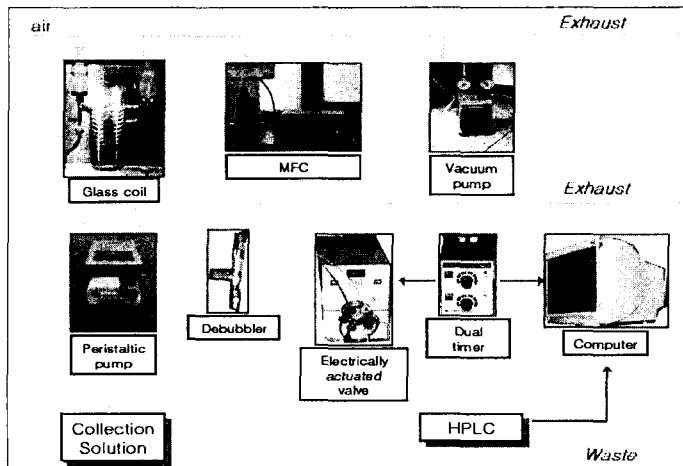 air
Exhaust
Glass coil
MFC
Vacuum
pump
Exhaust
Peristaltic
pump
Debubbler
Electrically
actuated
valve
Dual
timer
Computer
Collection
Solution
HPLC
Waste